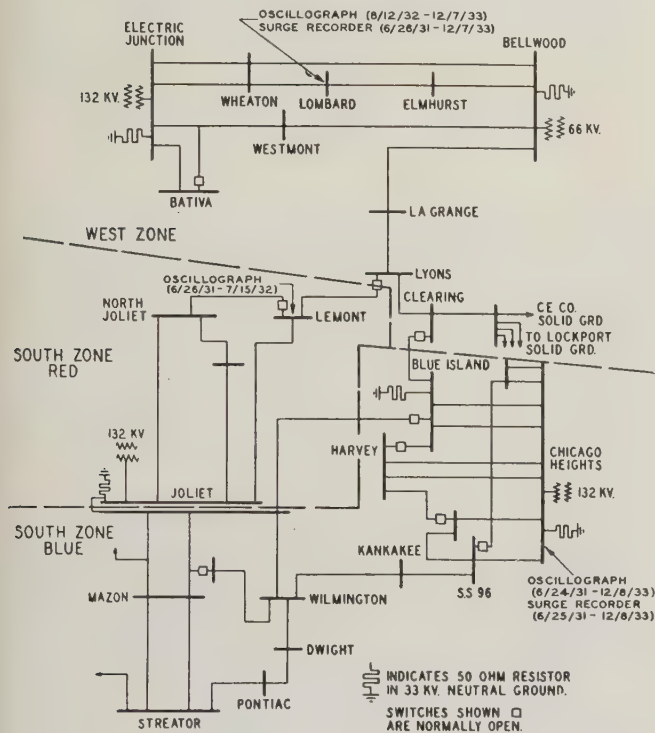 OSCILLOGRAPH (8/12/32-12/7/33)
SURGE RECORDER (6/26/31-12/7/33)
ELECTRIC
JUNCTION
BELLWOOD
132 KV.
WHEATON
LOMBARD
ELMHURST
WESTMONT
66 KV.
BATIVA
LA GRANGE
WEST ZONE
LYONS
OSCILLOGRAPH
(6/26/31-7/15/32)
CLEARING
NORTH
JOLIET
LEMONT
CE CO.
SOLID GRD
TO LOCKPORT
SOLID GRD.
SOUTH ZONE
RED
BLUE ISLAND
132 KV
HARVEY
CHICAGO
HEIGHTS
JOLIET
132 KV.
SOUTH ZONE
BLUE
KANKAKEE
S.S 96
MAZON
WILMINGTON
OSCILLOGRAPH
(6/24/31-12/8/33)
SURGE RECORDER
(6/25/31-12/8/33)
DWIGHT
INDICATES 50 OHM RESISTOR
IN 33 KV. NEUTRAL GROUND.
PONTIAC
STREATOR
SWITCHES SHOWN
ARE NORMALLY OPEN.